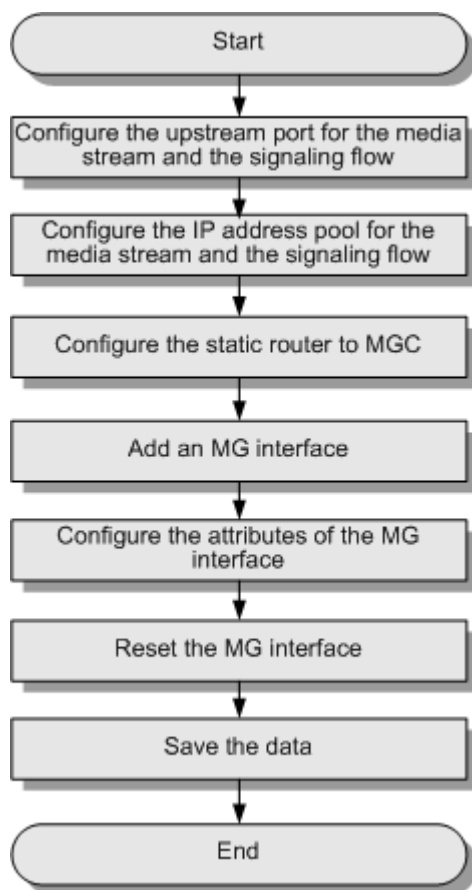 Start
Configure the upstream port for the media
stream and the signaling flow
Configure the IP address pool for the
media stream and the signaling flow
Configure the static router to MGC
Add an MG interface
Configure the attributes of the MG
interface
Reset the MG interface
Save the data
End